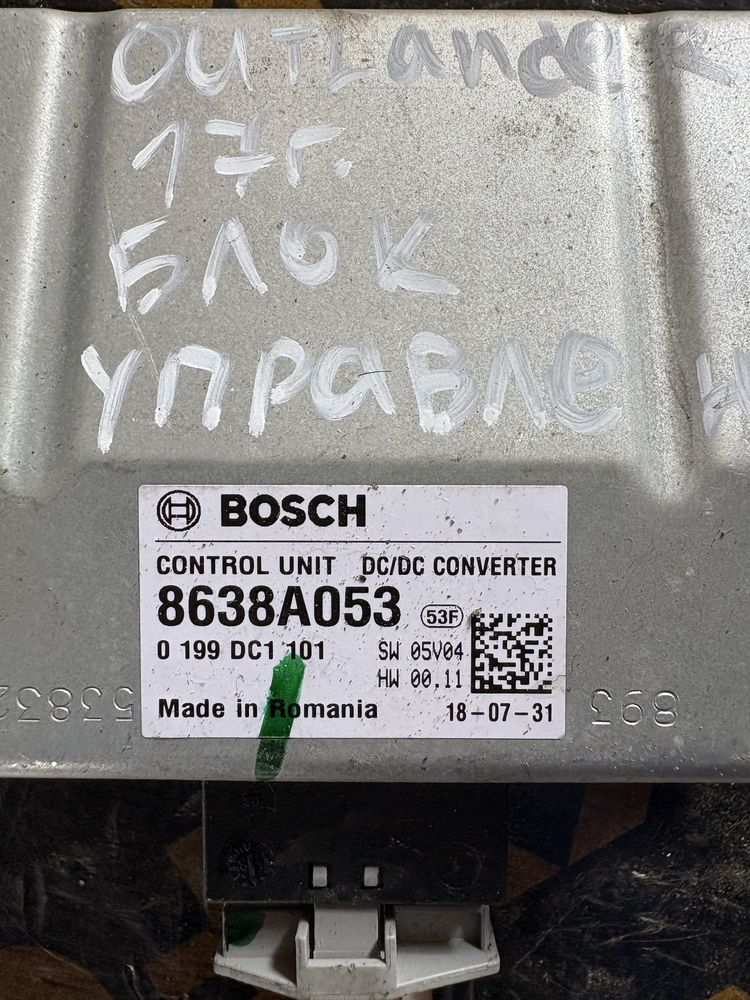 OUTLandeR
17г.
БЛОК
УПРАВЛЕН
BOSCH
CONTROL UNIT DC/DC CONVERTER
8638A053 53F
0 199 DC1 101 SW 05V04
HW 00.11
Made in Romania 18-07-31